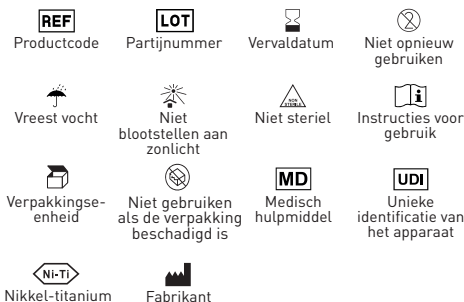 REF LOT
Productcode Partijnummer Vervaldatum Niet opnieuw
gebruiken
NON
STERILE
Vreest vocht Niet Niet steriel Instructies voor
blootstellen aan gebruik
zonlicht
MD UDI
Verpakkingse- Niet gebruiken Medisch Unieke
enheid als de verpakking hulpmiddel identificatie van
beschadigd is het apparaat
Ni-Ti
Nikkel-titanium Fabrikant